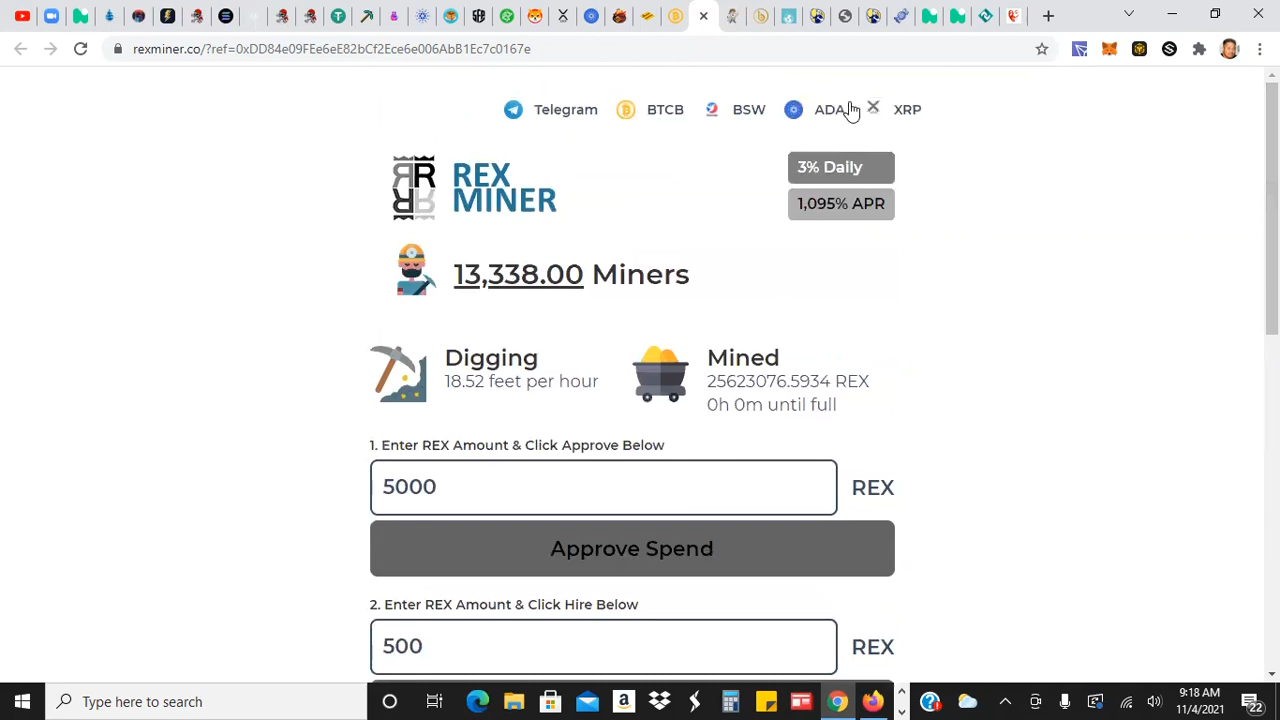 rexminer.co/?ref=0xDD84e09FEe6eE82bCf2Ece6e006AbB1Ec7c0167e
Telegram BTCB BSW ADA XRP
REX
MINER
3% Daily
1,095% APR
13,338.00 Miners
Digging
18.52 feet per hour
Mined
25623076.5934 REX
0h 0m until full
1. Enter REX Amount & Click Approve Below
5000 REX
Approve Spend
2. Enter REX Amount & Click Hire Below
500 REX
Type here to search
9:18 AM
11/4/2021
22